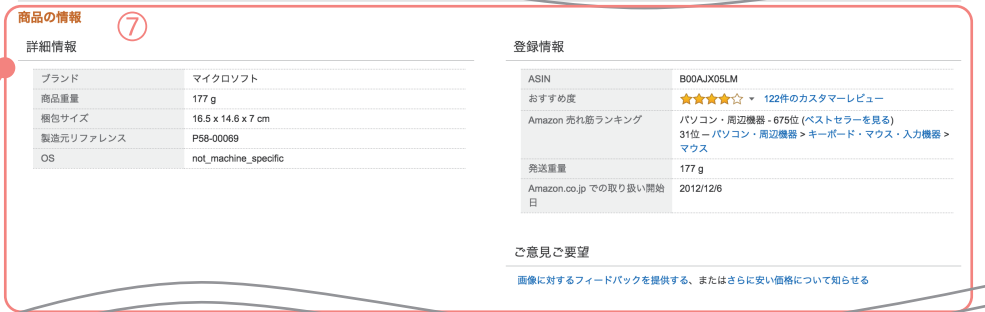 商品の情報
⑦
詳細情報
ブランド マイクロソフト
商品重量 177 g
梱包サイズ 16.5 x 14.6 x 7 cm
製造元リファレンス P58-00069
OS not_machine_specific
登録情報
ASIN B00AJX05LM
おすすめ度 122件のカスタマーレビュー
Amazon 売れ筋ランキング パソコン・周辺機器 - 675位 (ベストセラーを見る)
31位 ─ パソコン・周辺機器 > キーボード・マウス・入力機器 >
マウス
発送重量 177 g
Amazon.co.jp での取り扱い開始 2012/12/6
日
ご意見ご要望
画像に対するフィードバックを提供する、またはさらに安い価格について知らせる